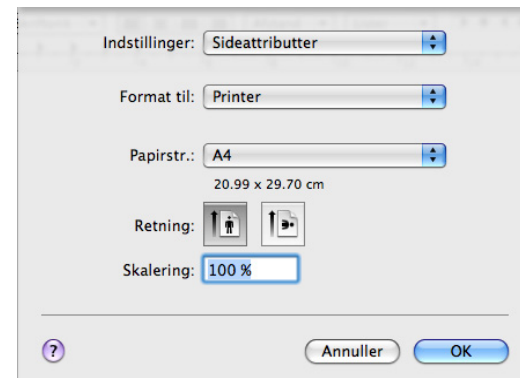 Indstillinger: Sideattributter
Format til: Printer
Papirstr.: A4
20.99 x 29.70 cm
Retning:
Skalering: 100 %
? Annuller OK